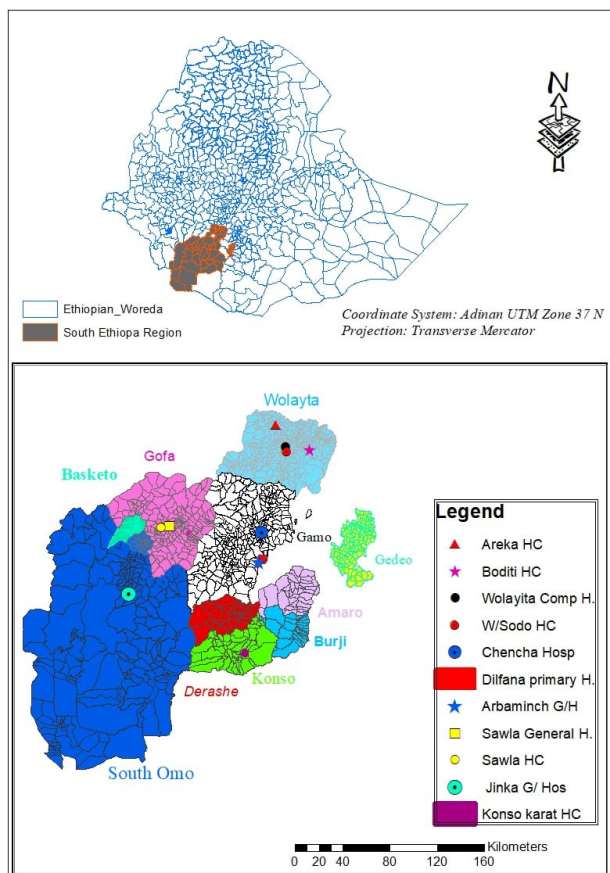 N
Ethiopian_Woreda
South Ethiopa Region
Coordinate System: Adinan UTM Zone 37 N
Projection: Transverse Mercator
Wolayta
Gofa
Basketo
Gamo
Gedeo
Amaro
Burji
Konso
Derashe
South Omo
Legend
Areka HC
Boditi HC
Wolayita Comp H.
W/Sodo HC
Chencha Hosp
Dilfana primary H.
Arbaminch G/H
Sawla General H.
Sawla HC
Jinka G/ Hos
Konso karat HC
Kilometers
0 20 40 80 120 160